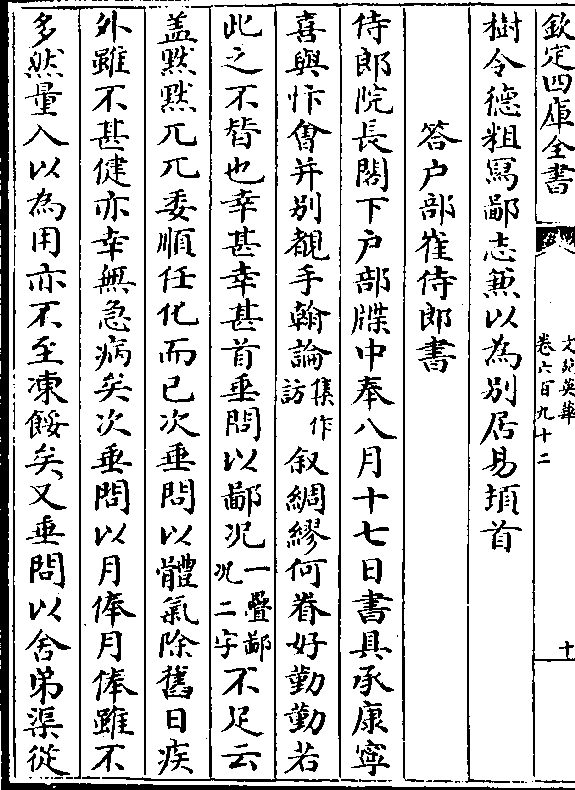 欽定四庫全書
文苑英華
卷六百九十二
十
樹令德粗寫鄙志兼以為別居易頓首
答户部崔侍郎書
侍郎院長閣下户部牒中奉八月十七日書具承康寧
喜與忭㑹并別覩手翰論集作訪叙綢繆何眷好勤勤若
此之不替也幸甚幸甚首垂問以鄙况一疊鄙况二字不足云
盖黙黙兀兀委順任化而已次垂問以體氣除舊日疾
外雖不甚健亦幸無急病矣次垂問以月俸月俸雖不
多然量入以為用亦不至凍餒矣又垂問以舍弟渠從